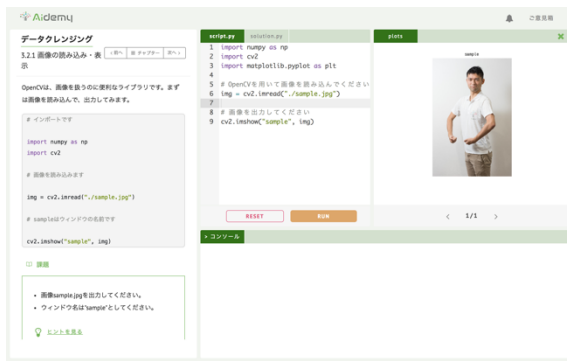 Aidemy
ご意見箱
データクレンジング
3.2.1 画像の読み込み・表示
<前へ
チャプター
次へ>
OpenCVは、画像を扱うのに便利なライブラリです。まず
は画像を読み込んで、出力してみます。
# インポートです
import numpy as np
import cv2
# 画像を読み込みます
img = cv2.imread("./sample.jpg")
# sampleはウィンドウの名前です
cv2.imshow("sample", img)
課題
• 画像sample.jpgを出力してください。
• ウィンドウ名は"sample"としてください。
ヒントを見る
script.py
solution.py
1 import numpy as np
2 import cv2
3 import matplotlib.pyplot as plt
4
5 # OpenCVを用いて画像を読み込んでください
6 img = cv2.imread("./sample.jpg")
7
8 # 画像を出力してください
9 cv2.imshow("sample", img)
RESET
RUN
plots
sample
< 1/1 >
> コンソール